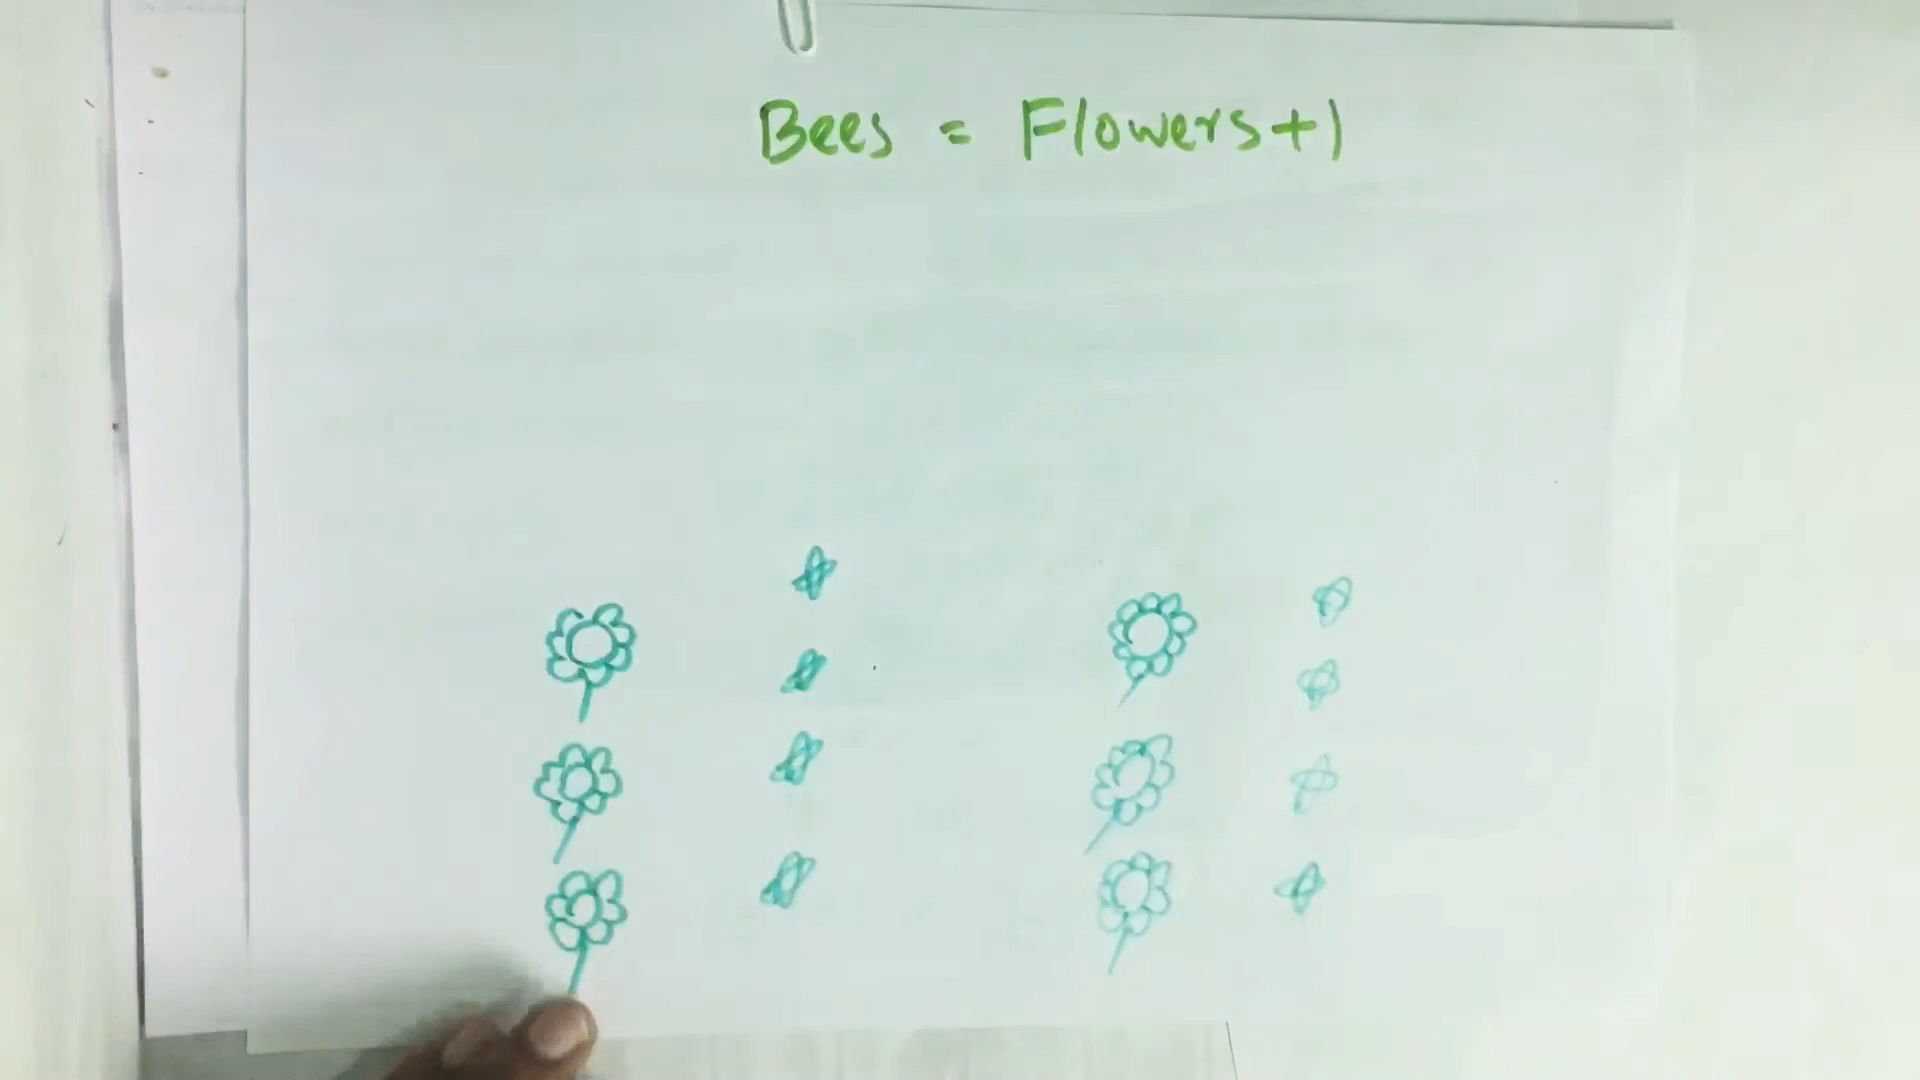 Bees = Flowers + 1